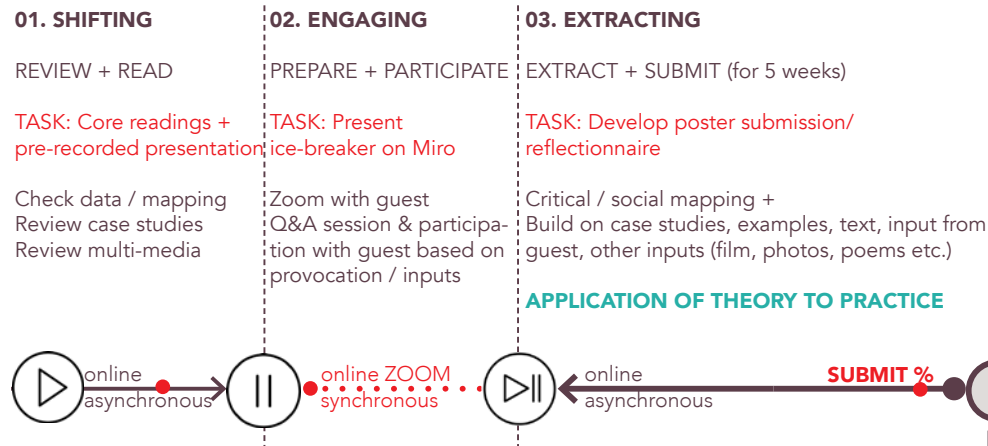 01. SHIFTING
REVIEW + READ
TASK: Core readings +
pre-recorded presentation
Check data / mapping
Review case studies
Review multi-media
02. ENGAGING
PREPARE + PARTICIPATE
TASK: Present
ice-breaker on Miro
Zoom with guest
Q&A session & participa-
tion with guest based on
provocation / inputs
03. EXTRACTING
EXTRACT + SUBMIT (for 5 weeks)
TASK: Develop poster submission/
reflectionnaire
Critical / social mapping +
Build on case studies, examples, text, input from
guest, other inputs (film, photos, poems etc.)
APPLICATION OF THEORY TO PRACTICE
online
asynchronous
online ZOOM
synchronous
online
asynchronous
SUBMIT %